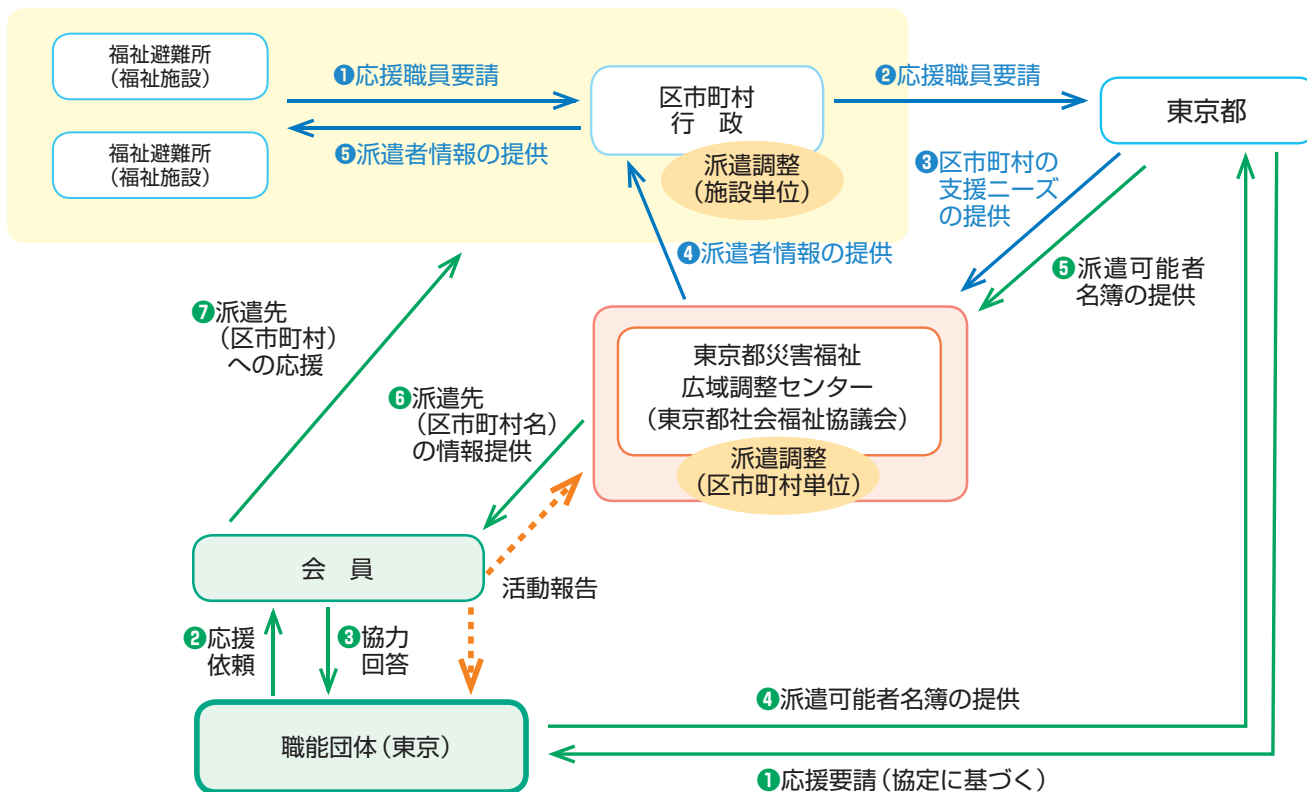 福祉避難所
（福祉施設）
❶応援職員要請
区市町村
行　政
❷応援職員要請
東京都
福祉避難所
（福祉施設）
❺派遣者情報の提供
派遣調整
（施設単位）
❸区市町村の
支援ニーズ
の提供
❹派遣者情報の提供
❺派遣可能者
名簿の提供
❼派遣先
（区市町村）
への応援
東京都災害福祉
広域調整センター
（東京都社会福祉協議会）
派遣調整
（区市町村単位）
❻派遣先
（区市町村名）
の情報提供
会　員
活動報告
❷応援
依頼
❸協力
回答
職能団体（東京）
❹派遣可能者名簿の提供
❶応援要請（協定に基づく）